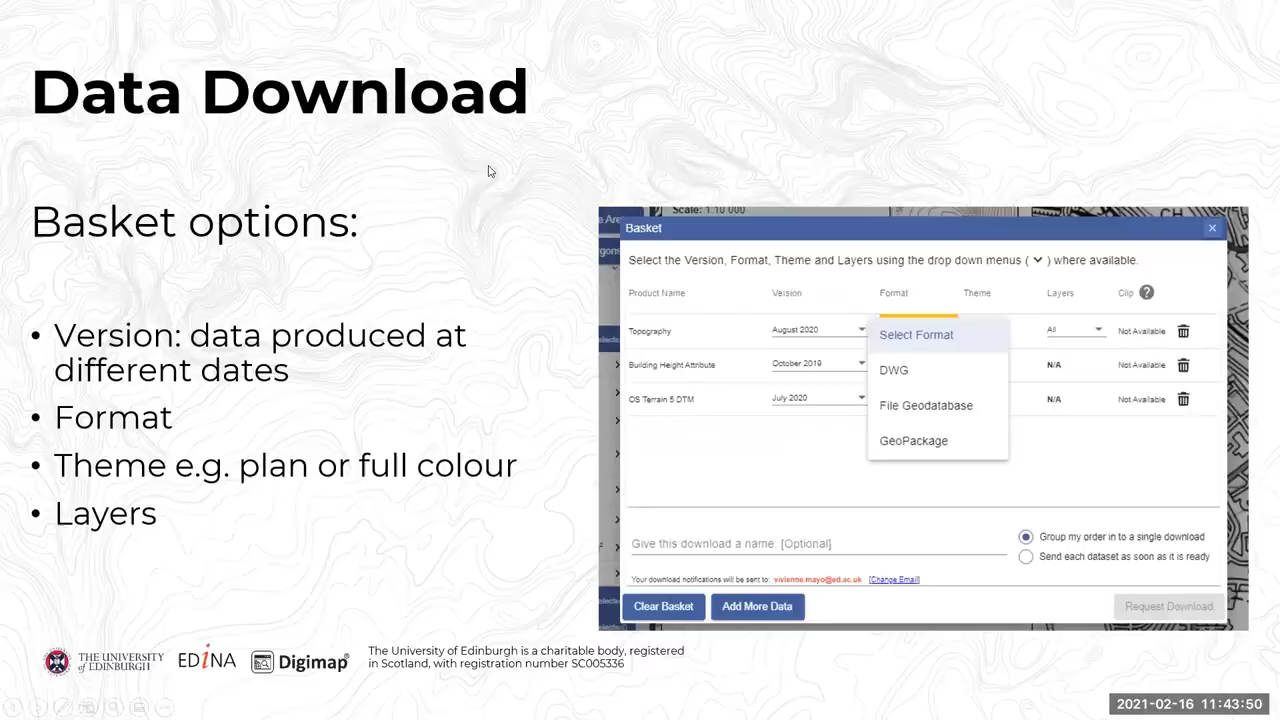 Data Download
Basket options:
• Version: data produced at
different dates
• Format
• Theme e.g. plan or full colour
• Layers
Scale: 1:10 000
CH
Basket
Select the Version, Format, Theme and Layers using the drop down menus ( ) where available.
Product Name Version Format Theme Layers Clip ?
Topography August 2020 All Not Available
Building Height Attribute October 2019 N/A Not Available
OS Terrain 5 DTM July 2020 N/A Not Available
Select Format
DWG
File Geodatabase
GeoPackage
Give this download a name. [Optional]
Group my order in to a single download
Send each dataset as soon as it is ready
Your download notifications will be sent to: vivienne.mayo@ed.ac.uk [Change Email]
Clear Basket Add More Data Request Download
THE UNIVERSITY
of EDINBURGH
EDINA
Digimap
The University of Edinburgh is a charitable body, registered
in Scotland, with registration number SC005336
2021-02-16 11:43:50